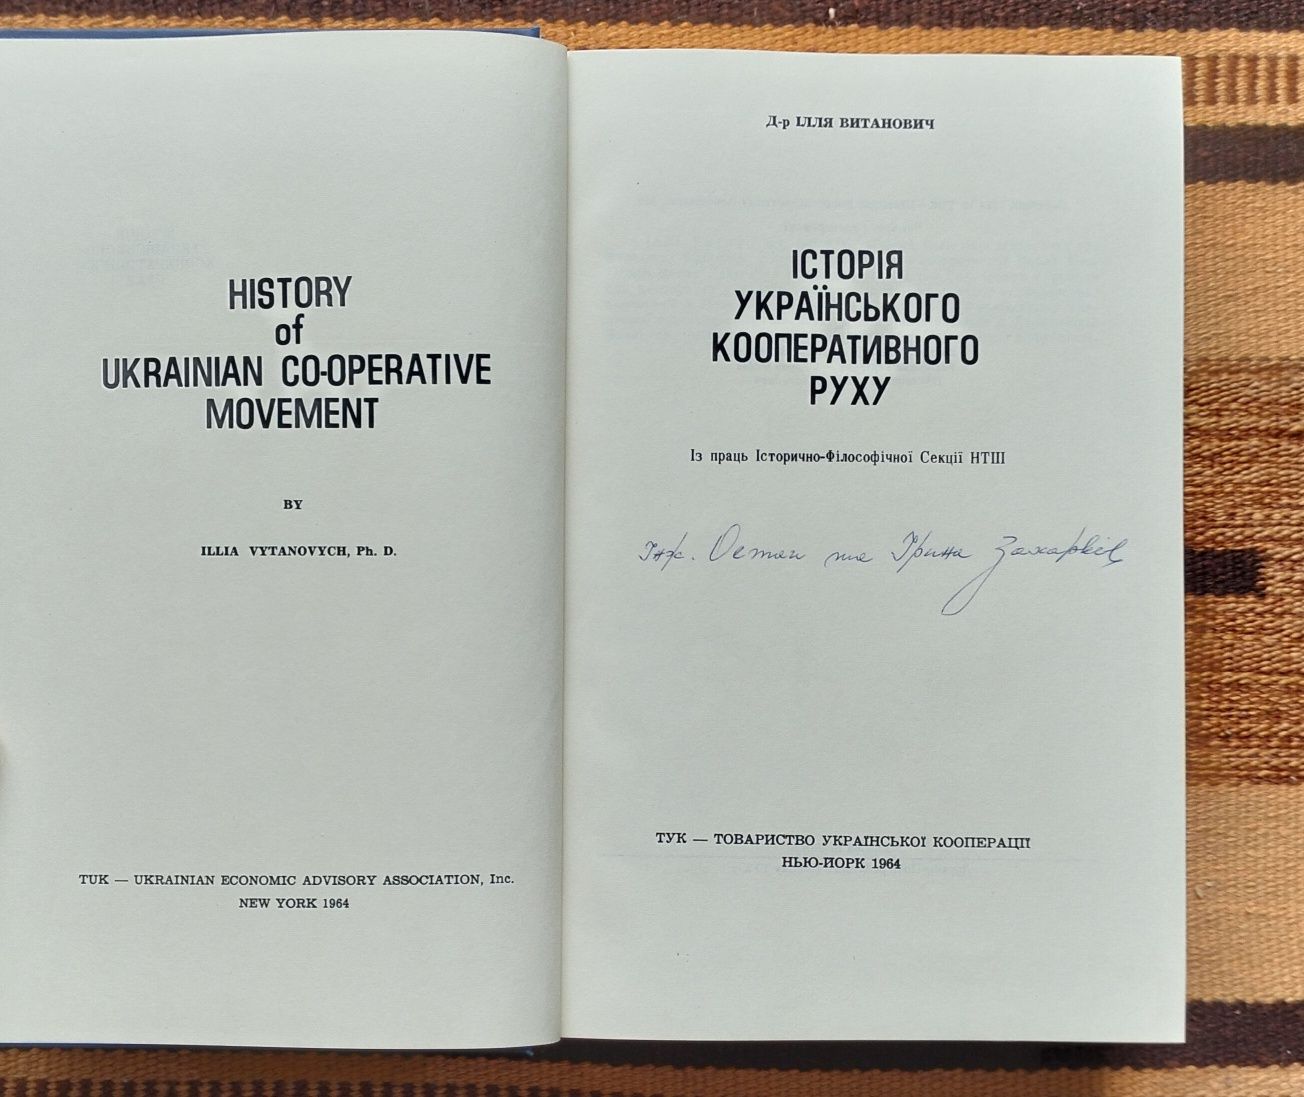 HISTORY
of
UKRAINIAN CO-OPERATIVE
MOVEMENT
BY
ILLIA VYTANOVYCH, Ph. D.
TUK — UKRAINIAN ECONOMIC ADVISORY ASSOCIATION, Inc.
NEW YORK 1964
Д-р ІЛЛЯ ВИТАНОВИЧ
ІСТОРІЯ
УКРАЇНСЬКОГО
КООПЕРАТИВНОГО
РУХУ
Із праць Історично-Філософічної Секції НТШ
Інж. Остап та Ірина Захарків
ТУК — ТОВАРИСТВО УКРАЇНСЬКОЇ КООПЕРАЦІЇ
НЬЮ-ЙОРК 1964